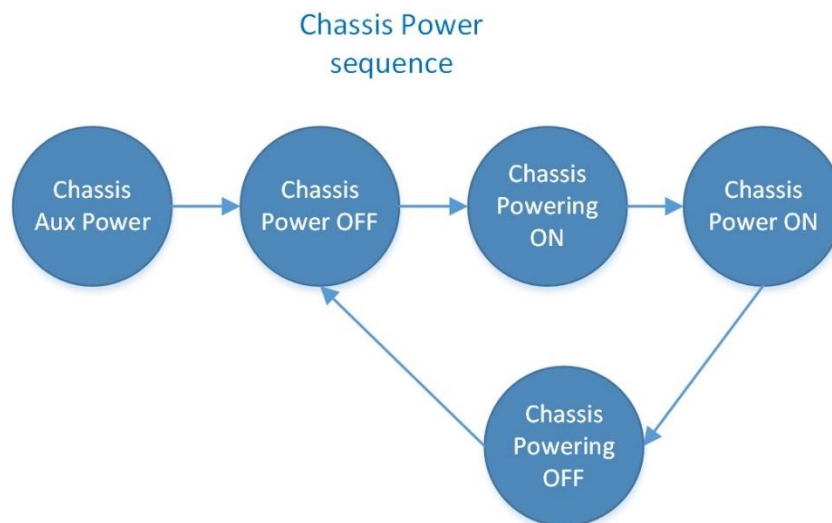 Chassis Power
sequence
Chassis
Aux Power
Chassis
Power OFF
Chassis
Powering
ON
Chassis
Power ON
Chassis
Powering
OFF